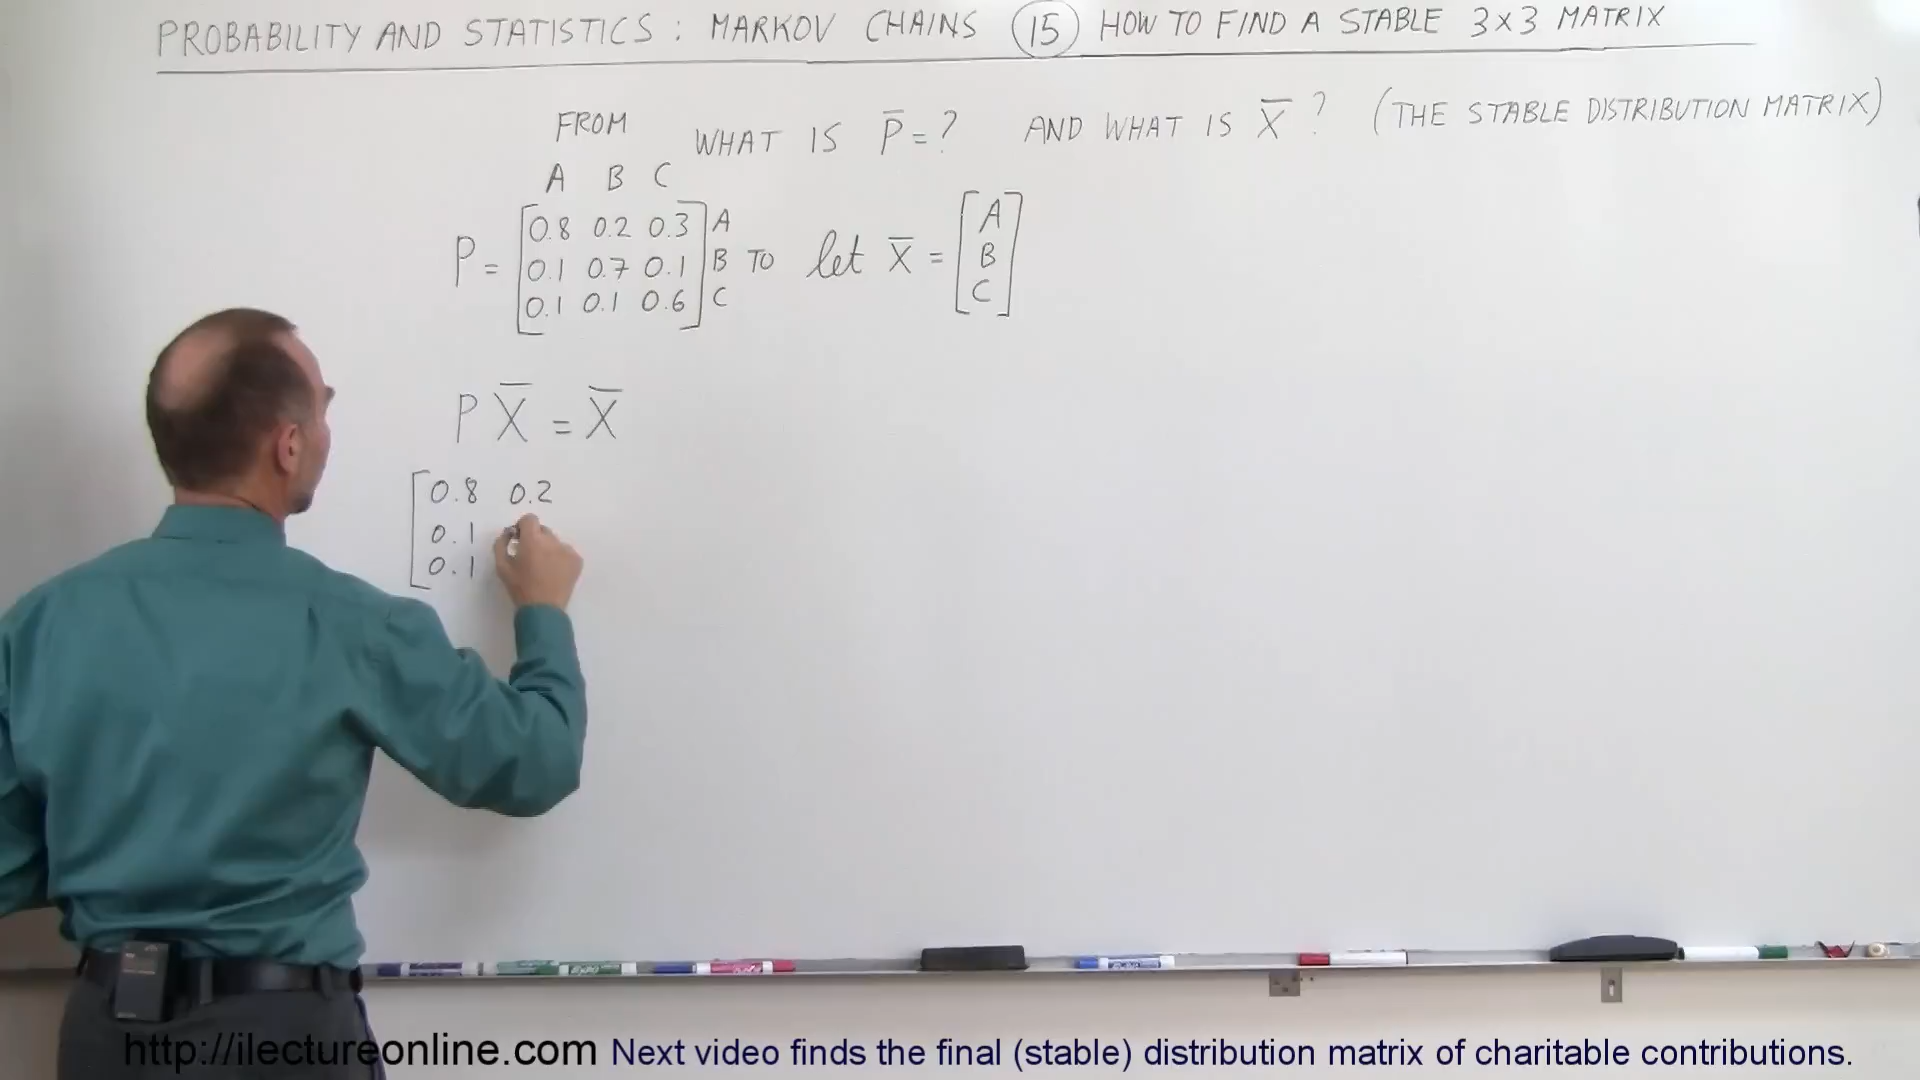 PROBABILITY AND STATISTICS: MARKOV CHAINS 15 HOW TO FIND A STABLE 3×3 MATRIX
FROM WHAT IS P̅ = ? AND WHAT IS X̅ ? (THE STABLE DISTRIBUTION MATRIX)
A B C
P = [0.8 0.2 0.3] A
[0.1 0.7 0.1] B TO
[0.1 0.1 0.6] C
let X̅ = [A
B
C]
P X̅ = X̅
[0.8 0.2
0.1
0.1
http://ilectureonline.com Next video finds the final (stable) distribution matrix of charitable contributions.